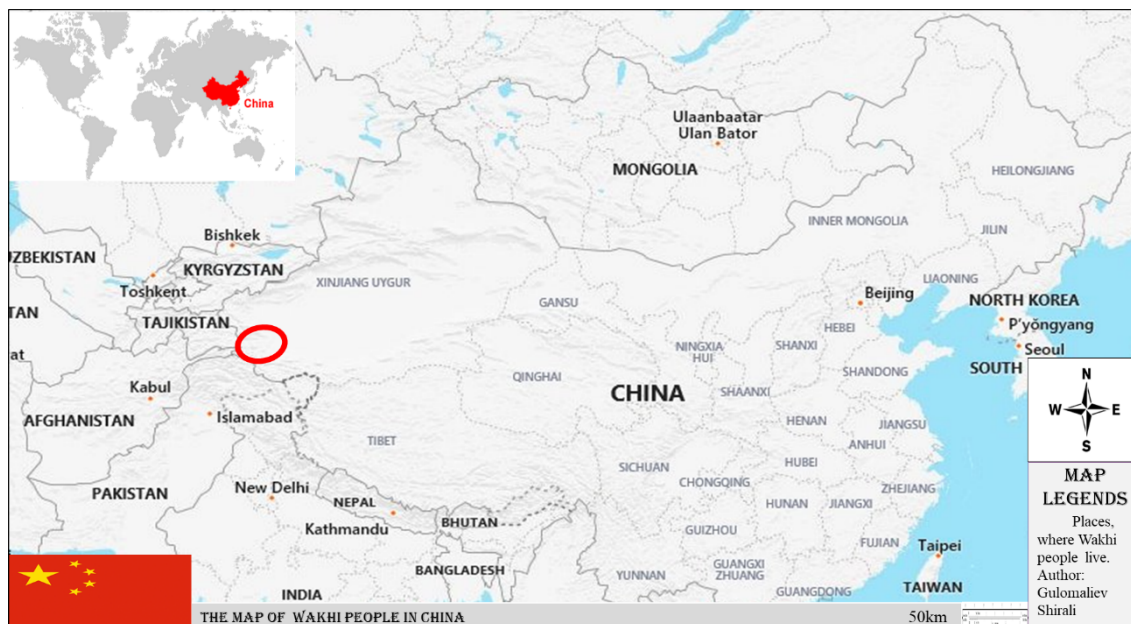 China
Ulaanbaatar
Ulan Bator
MONGOLIA
HEILONGJIANG
INNER MONGOLIA
JILIN
Bishkek
UZBEKISTAN
KYRGYZSTAN
XINJIANG UYGUR
LIAONING
Toshkent
GANSU
Beijing
NORTH KOREA
TAN
TAJIKISTAN
P'yŏngyang
HEBEI
Seoul
at
NINGXIA
HUI
SHANXI
SOUTH
QINGHAI
SHANDONG
Kabul
CHINA
SHAANXI
N
W E
S
AFGHANISTAN
Islamabad
HENAN
JIANGSU
TIBET
ANHUI
SICHUAN
HUBEI
PAKISTAN
New Delhi
CHONGQING
ZHEJIANG
NEPAL
HUNAN
JIANGXI
Kathmandu
BHUTAN
GUIZHOU
FUJIAN
Taipei
BANGLADESH
YUNNAN
GUANGXI
ZHUANG
GUANGDONG
TAIWAN
INDIA
MAP
LEGENDS
Places,
where Wakhi
people live.
Author:
Gulomaliev
Shirali
THE MAP OF WAKHI PEOPLE IN CHINA
50km